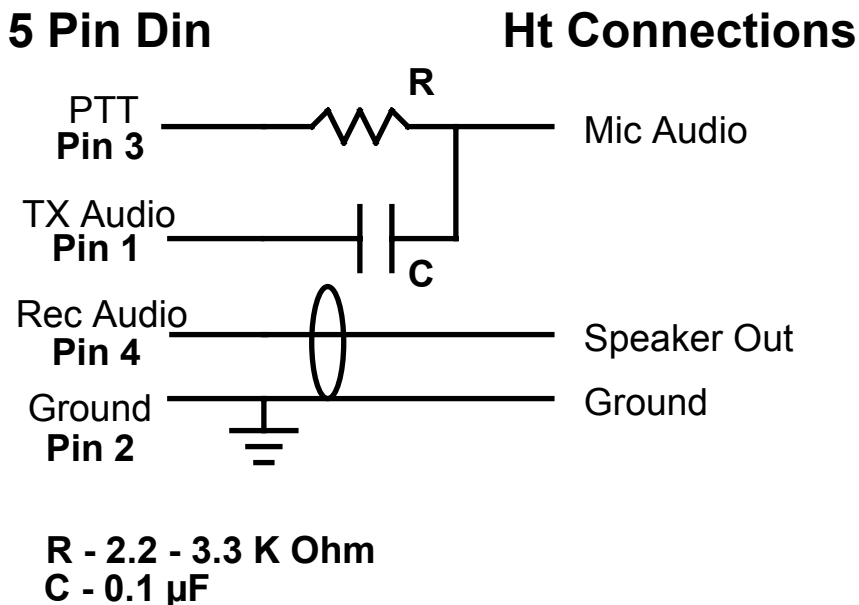 5 Pin Din
Ht Connections
R
PTT
Pin 3
Mic Audio
TX Audio
Pin 1
C
Rec Audio
Pin 4
Speaker Out
Ground
Pin 2
Ground
R - 2.2 - 3.3 K Ohm
C - 0.1 µF